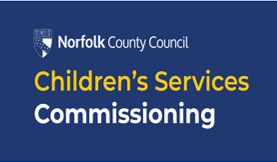 Norfolk County Council
Children's Services
Commissioning